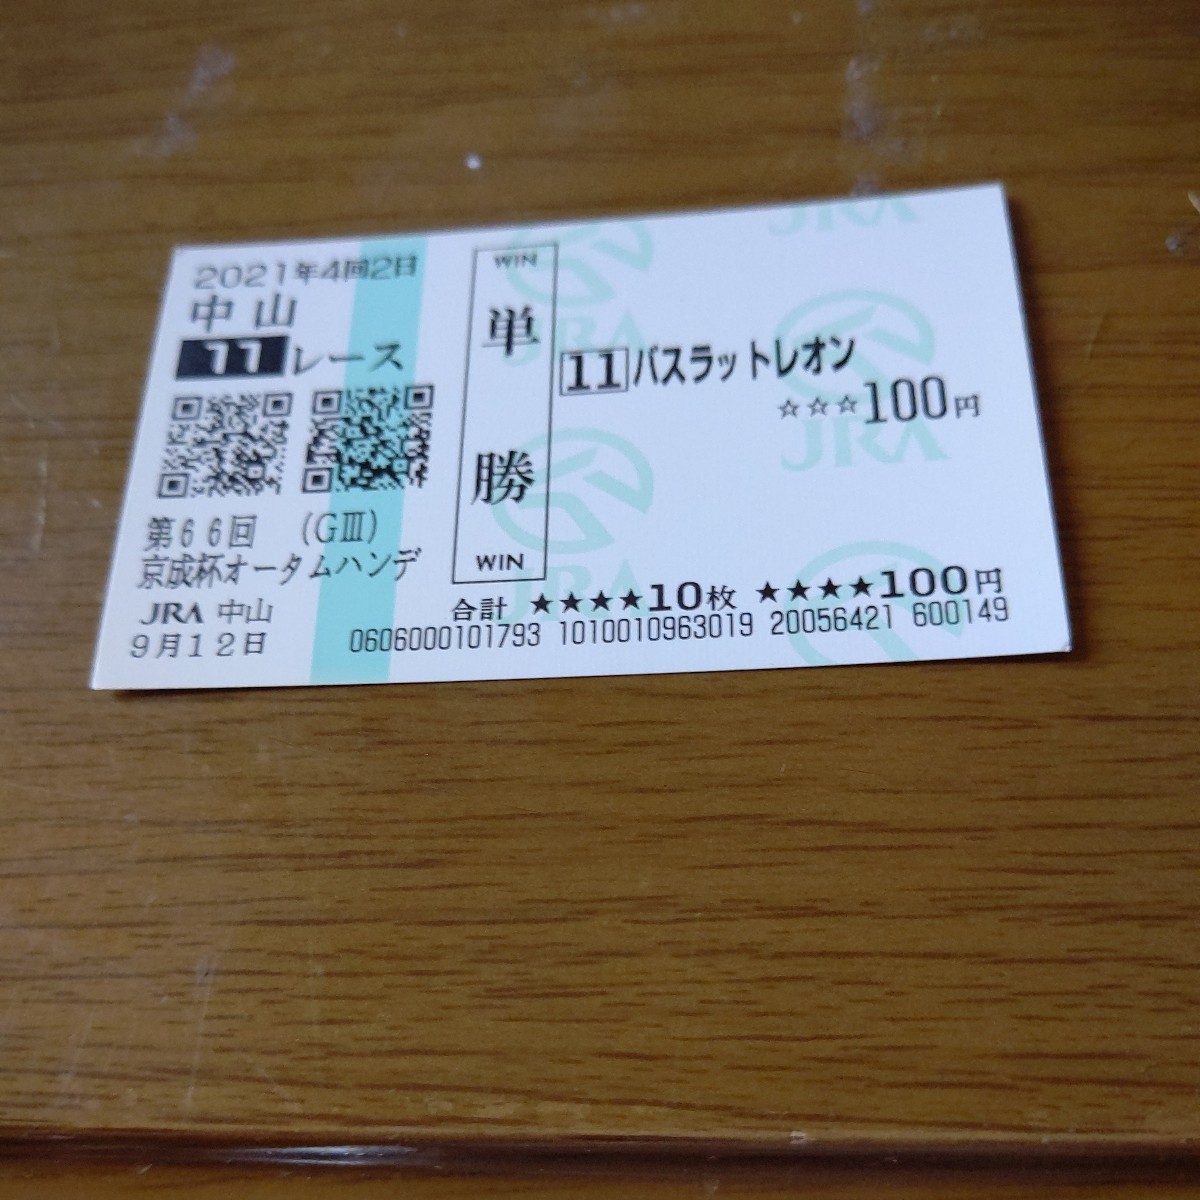 2021年4回2日
中山
11レース
第66回 (GⅢ)
京成杯オータムハンデ
JRA 中山
9月12日
WIN
単勝
WIN
11バスラットレオン
☆☆☆100円
合計 ★★★★10枚 ★★★★100円
0606000101793 1010010963019 20056421 600149
JRA
JRA
JRA
JRA